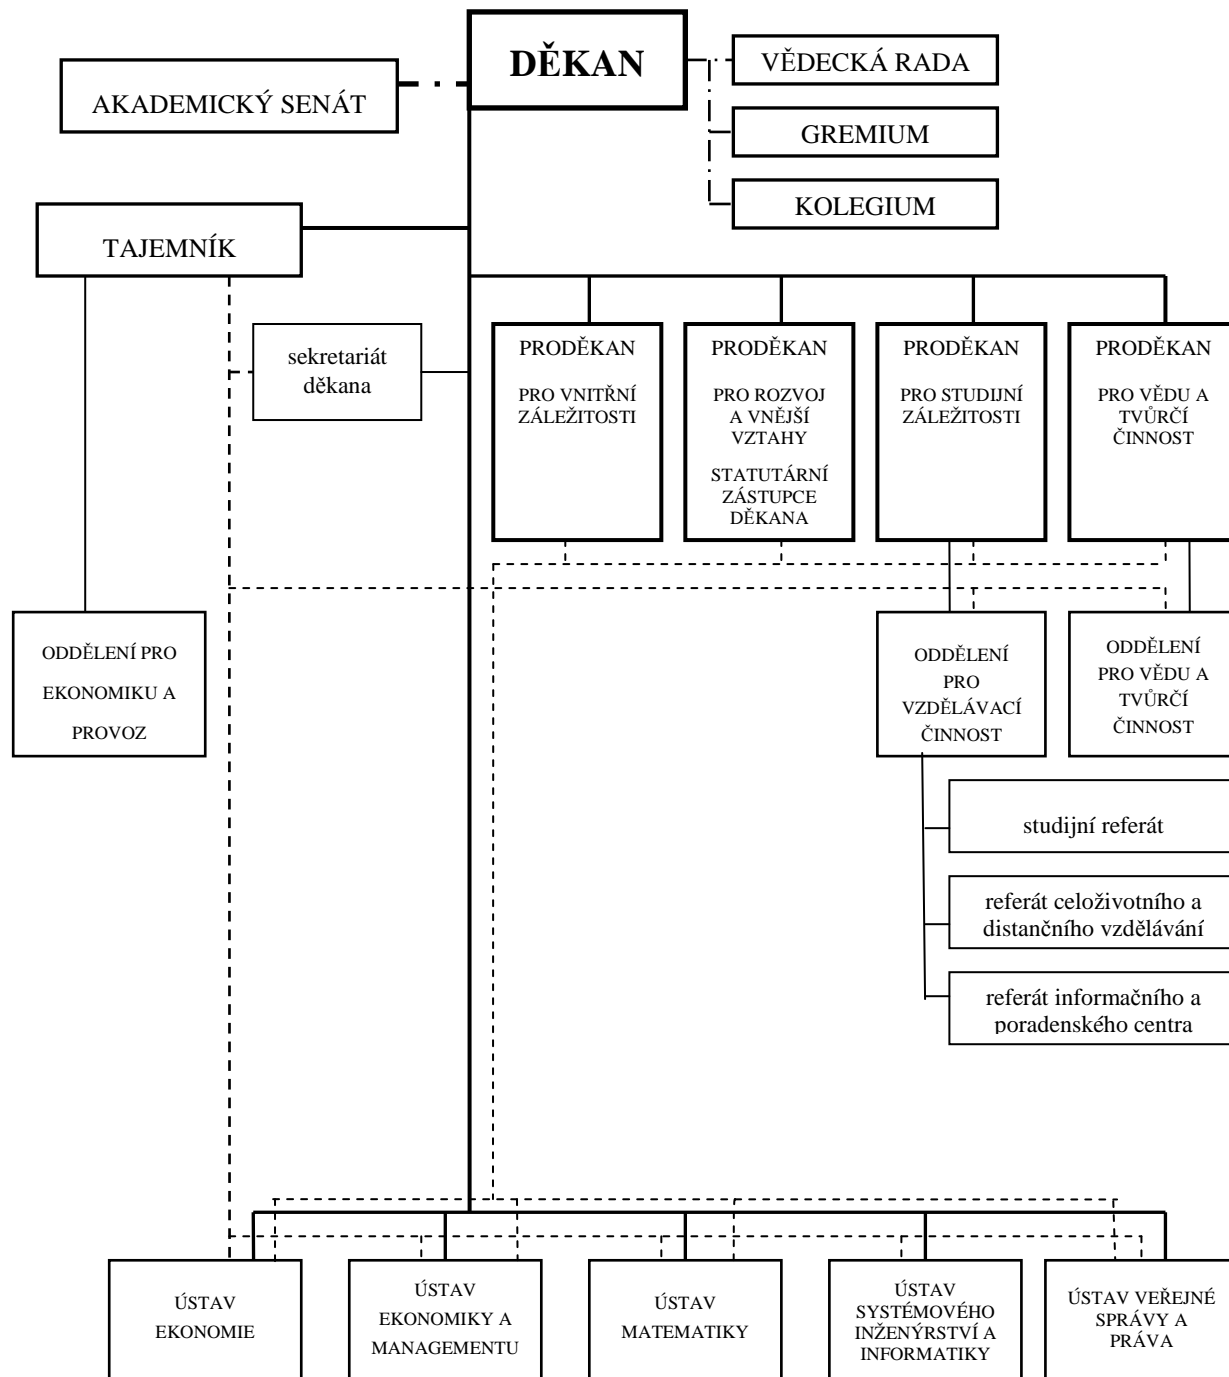 DĚKAN
VĚDECKÁ RADA
AKADEMICKÝ SENÁT
GREMIUM
KOLEGIUM
TAJEMNÍK
sekretariát
děkana
PRODĚKAN
PRO VNITŘNÍ
ZÁLEŽITOSTI
PRODĚKAN
PRO ROZVOJ
A VNĚJŠÍ
VZTAHY
STATUTÁRNÍ
ZÁSTUPCE
DĚKANA
PRODĚKAN
PRO STUDIJNÍ
ZÁLEŽITOSTI
PRODĚKAN
PRO VĚDU A
TVŮRČÍ
ČINNOST
ODDĚLENÍ PRO
EKONOMIKU A
PROVOZ
ODDĚLENÍ
PRO
VZDĚLÁVACÍ
ČINNOST
ODDĚLENÍ
PRO VĚDU A
TVŮRČÍ
ČINNOST
studijní referát
referát celoživotního a
distančního vzdělávání
referát informačního a
poradenského centra
ÚSTAV
EKONOMIE
ÚSTAV
EKONOMIKY A
MANAGEMENTU
ÚSTAV
MATEMATIKY
ÚSTAV
SYSTÉMOVÉHO
INŽENÝRSTVÍ A
INFORMATIKY
ÚSTAV VEŘEJNÉ
SPRÁVY A
PRÁVA